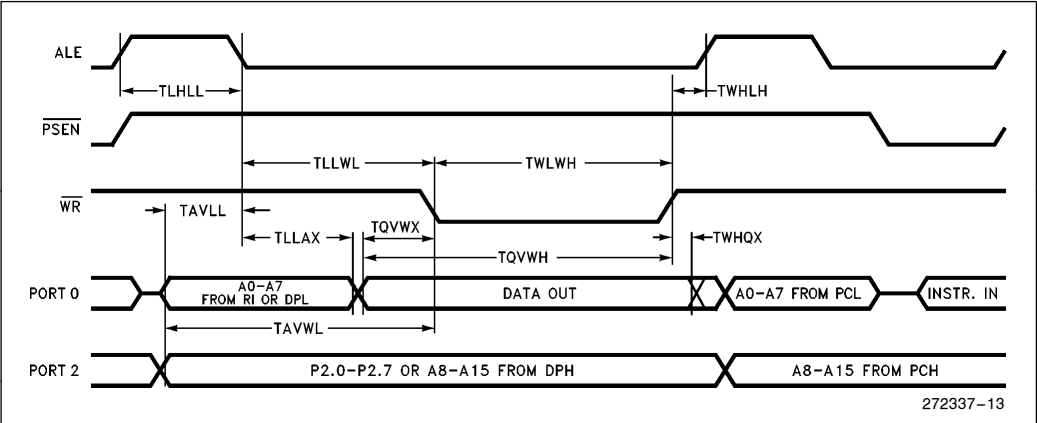 ALE
TLHLL
TWHLH
PSEN
TLLWL
TWLWH
WR
TAVLL
TQVWX
TLLAX
TWHQX
TQVWH
PORT 0
A0-A7
FROM RI OR DPL
DATA OUT
A0-A7 FROM PCL
INSTR. IN
TAVWL
PORT 2
P2.0-P2.7 OR A8-A15 FROM DPH
A8-A15 FROM PCH
272337-13